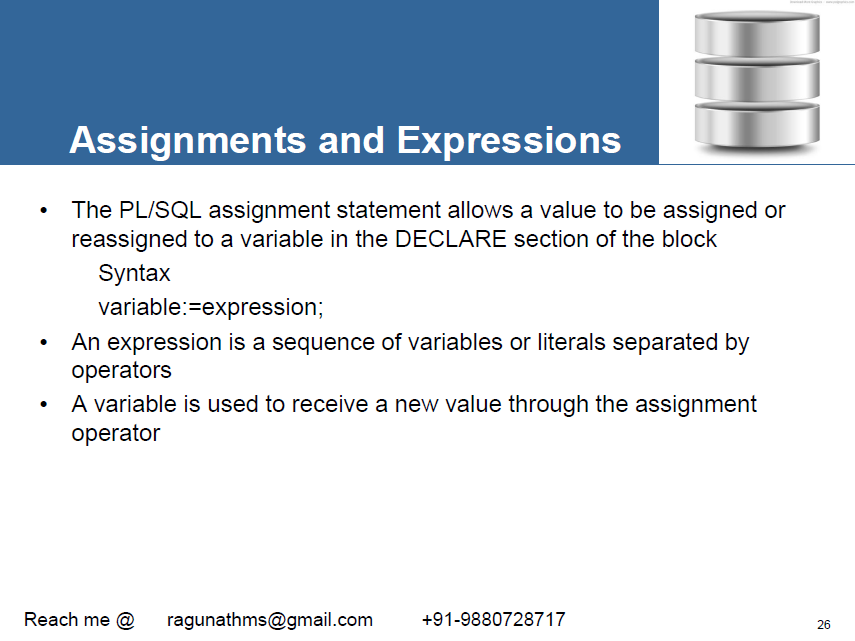 Assignments and Expressions
• The PL/SQL assignment statement allows a value to be assigned or
reassigned to a variable in the DECLARE section of the block
Syntax
variable:=expression;
• An expression is a sequence of variables or literals separated by
operators
• A variable is used to receive a new value through the assignment
operator
Reach me @ ragunathms@gmail.com +91-9880728717
26